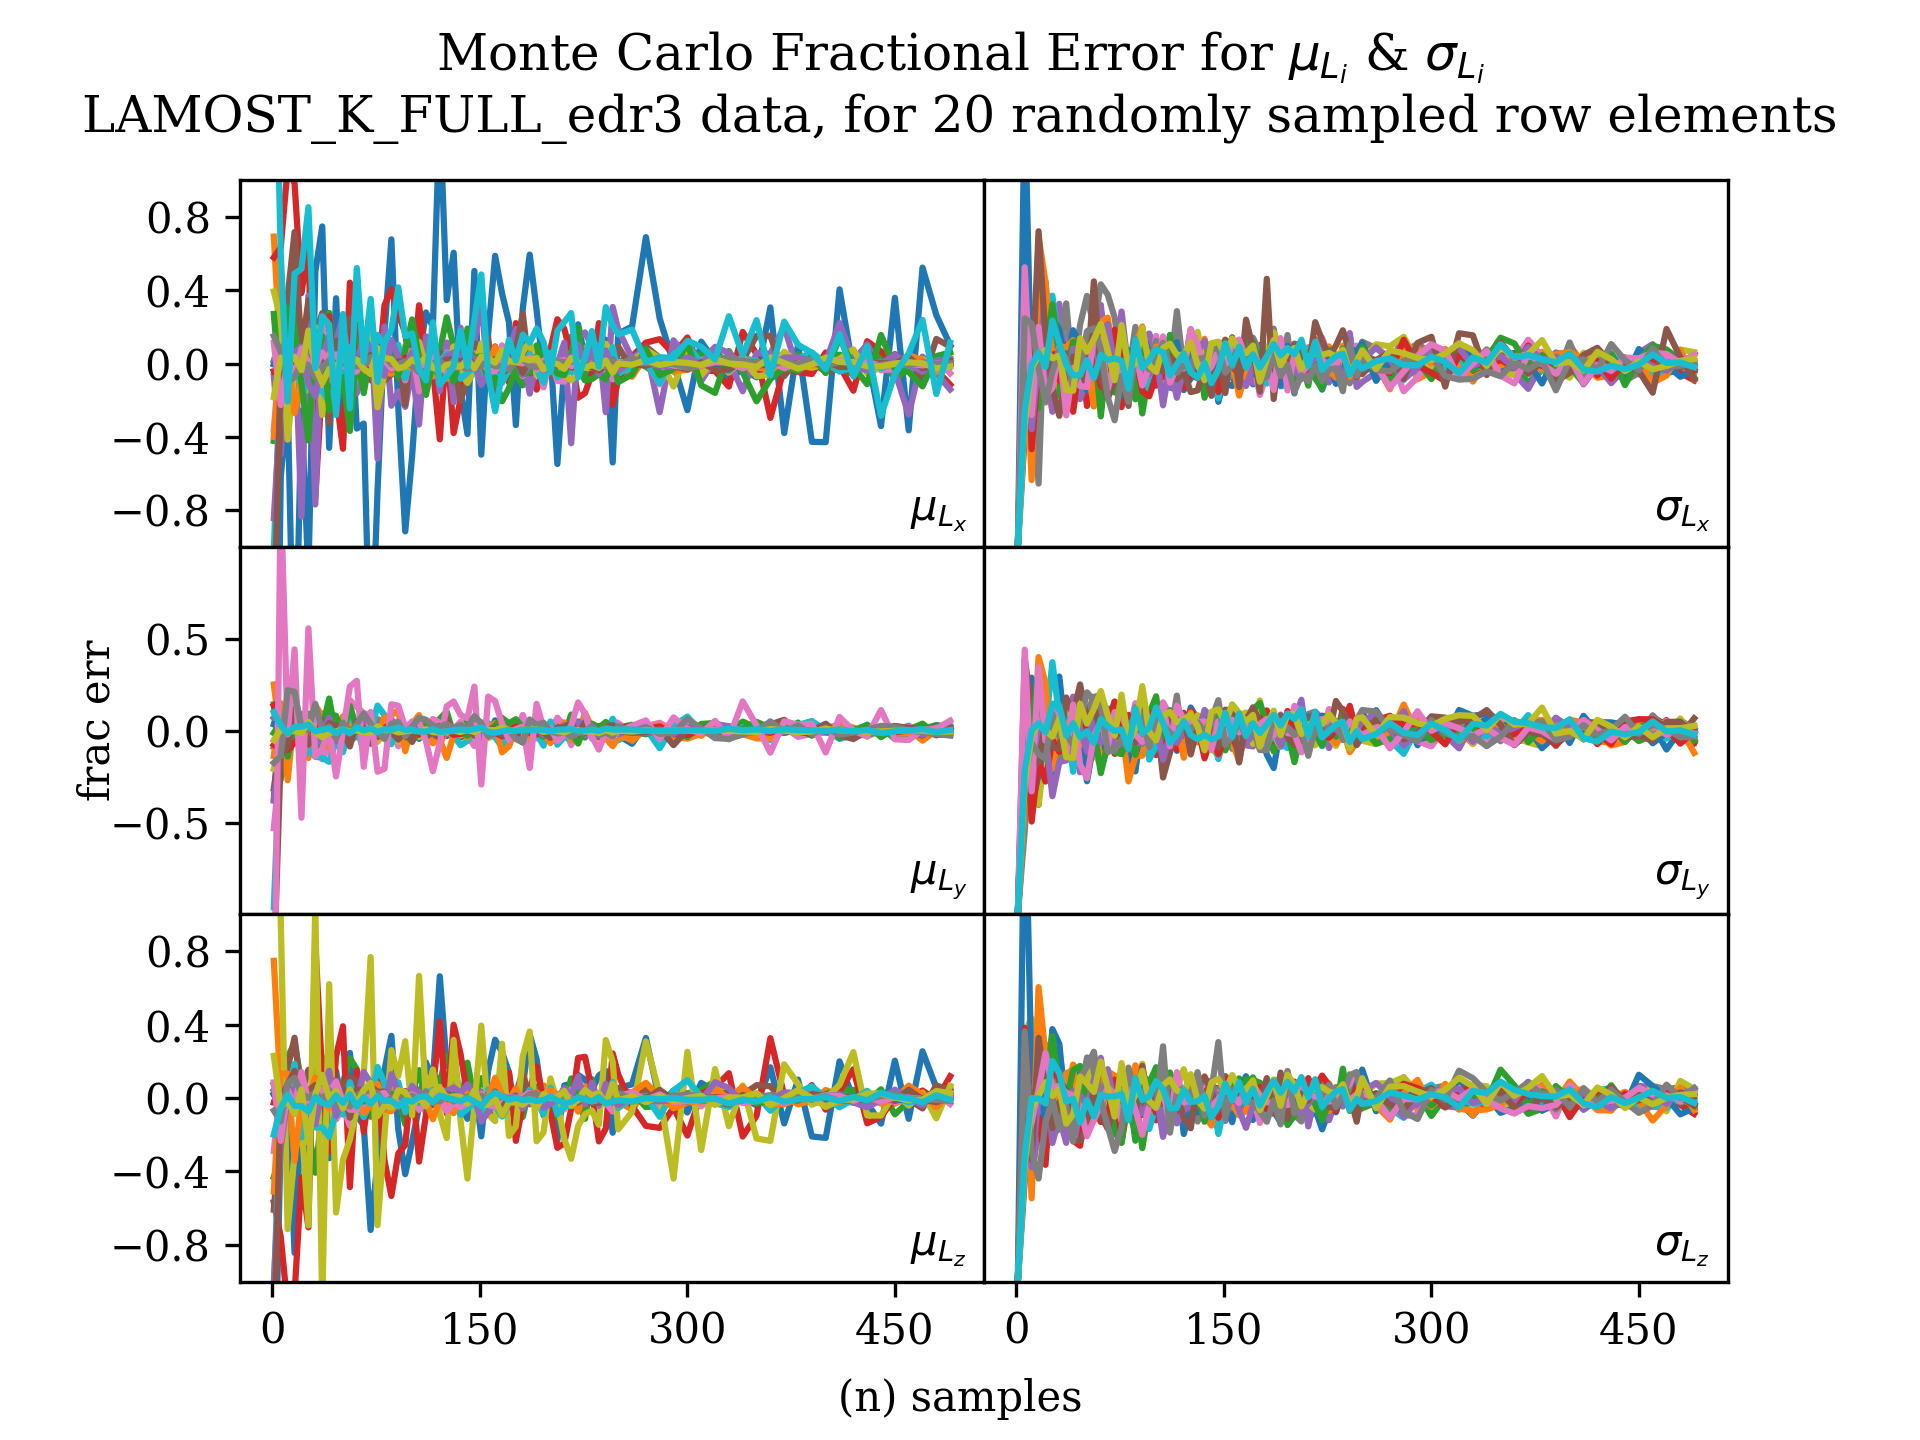 Monte Carlo Fractional Error for μ_{L_i} & σ_{L_i}
LAMOST_K_FULL_edr3 data, for 20 randomly sampled row elements
0.8
0.4
0.0
−0.4
−0.8
μ_{L_x}
σ_{L_x}
frac err
0.5
0.0
−0.5
μ_{L_y}
σ_{L_y}
0.8
0.4
0.0
−0.4
−0.8
μ_{L_z}
σ_{L_z}
0 150 300 450
0 150 300 450
(n) samples